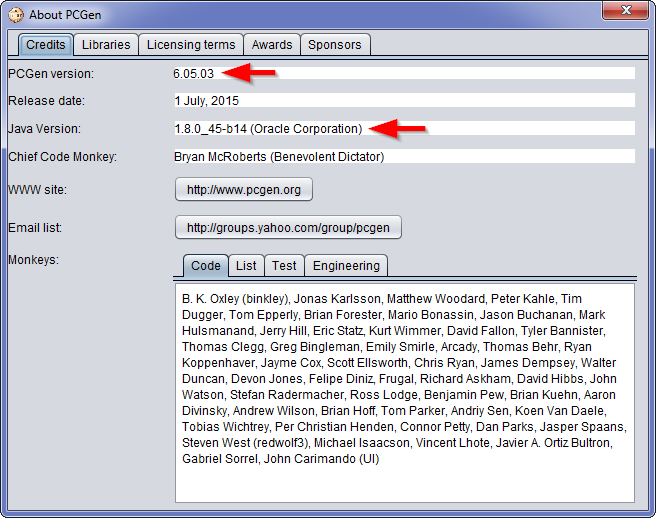 About PCGen
Credits Libraries Licensing terms Awards Sponsors
PCGen version: 6.05.03
Release date: 1 July, 2015
Java Version: 1.8.0_45-b14 (Oracle Corporation)
Chief Code Monkey: Bryan McRoberts (Benevolent Dictator)
WWW site: http://www.pcgen.org
Email list: http://groups.yahoo.com/group/pcgen
Monkeys: Code List Test Engineering
B. K. Oxley (binkley), Jonas Karlsson, Matthew Woodard, Peter Kahle, Tim
Dugger, Tom Epperly, Brian Forester, Mario Bonassin, Jason Buchanan, Mark
Hulsmanand, Jerry Hill, Eric Statz, Kurt Wimmer, David Fallon, Tyler Bannister,
Thomas Clegg, Greg Bingleman, Emily Smirle, Arcady, Thomas Behr, Ryan
Koppenhaver, Jayme Cox, Scott Ellsworth, Chris Ryan, James Dempsey, Walter
Duncan, Devon Jones, Felipe Diniz, Frugal, Richard Askham, David Hibbs, John
Watson, Stefan Radermacher, Ross Lodge, Benjamin Pew, Brian Kuehn, Aaron
Divinsky, Andrew Wilson, Brian Hoff, Tom Parker, Andriy Sen, Koen Van Daele,
Tobias Wichtrey, Per Christian Henden, Connor Petty, Dan Parks, Jasper Spaans,
Steven West (redwolf3), Michael Isaacson, Vincent Lhote, Javier A. Ortiz Bultron,
Gabriel Sorrel, John Carimando (UI)